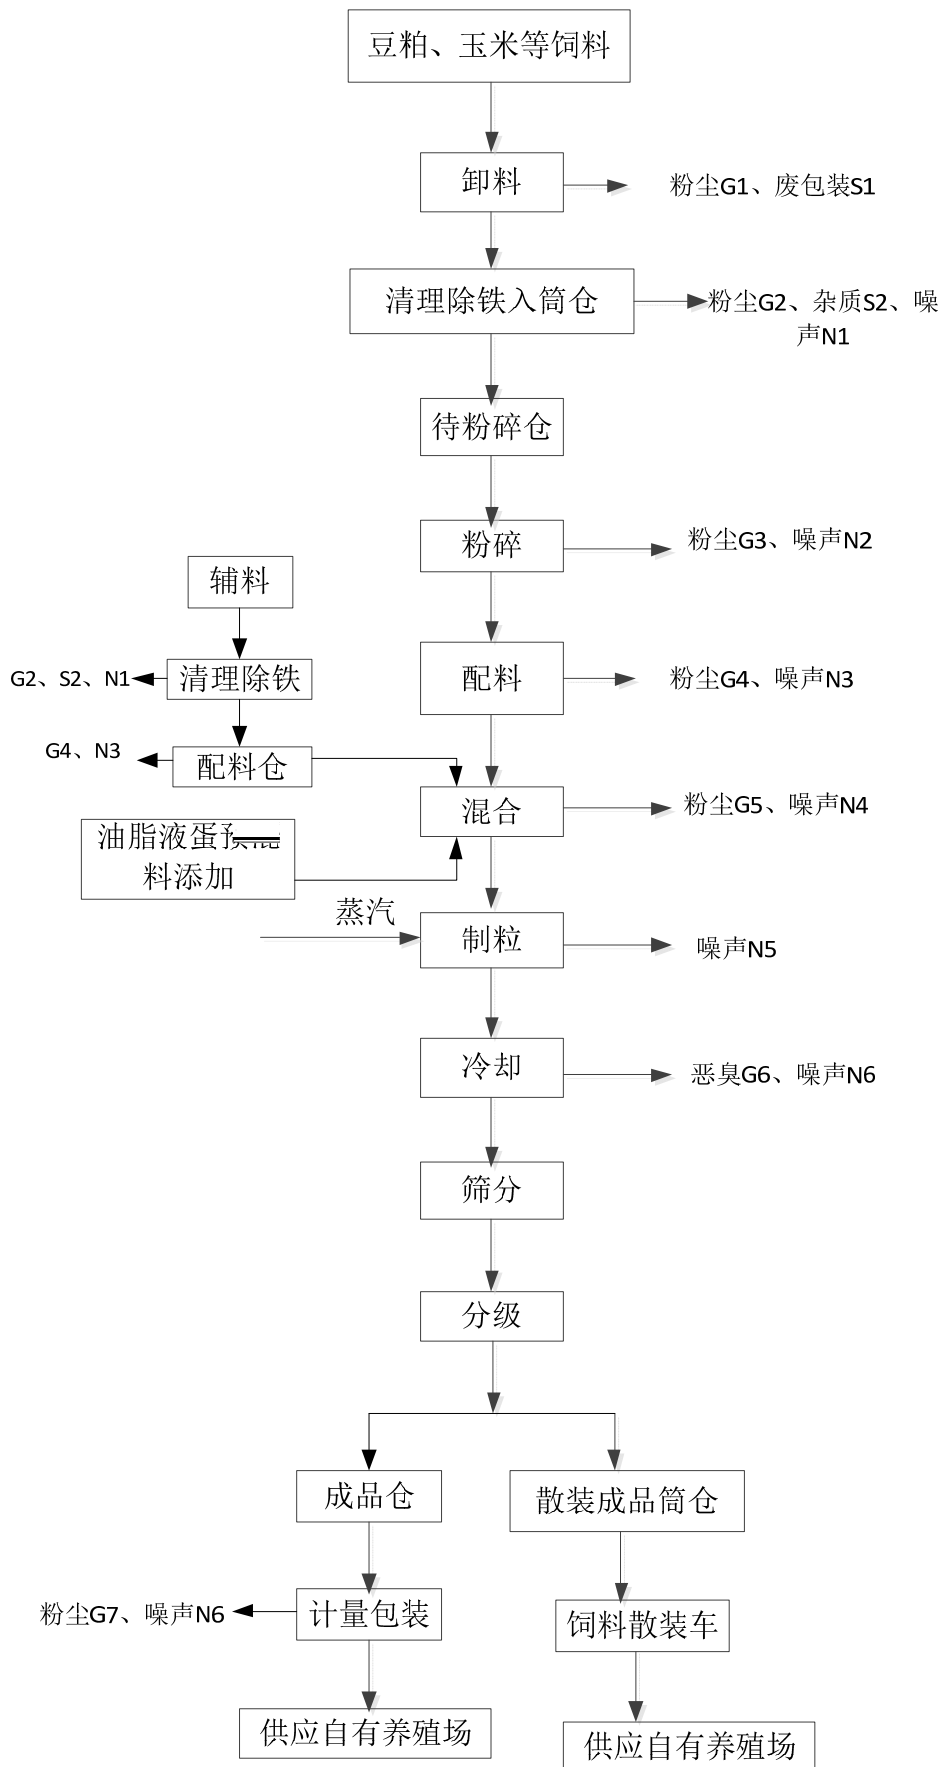 豆粕、玉米等饲料
卸料
粉尘G1、废包装S1
清理除铁入筒仓
粉尘G2、杂质S2、噪
声N1
待粉碎仓
粉碎
粉尘G3、噪声N2
辅料
清理除铁
G2、S2、N1
配料
粉尘G4、噪声N3
G4、N3
配料仓
混合
粉尘G5、噪声N4
油脂液蛋预混
料添加
蒸汽
制粒
噪声N5
冷却
恶臭G6、噪声N6
筛分
分级
成品仓
散装成品筒仓
粉尘G7、噪声N6
计量包装
饲料散装车
供应自有养殖场
供应自有养殖场